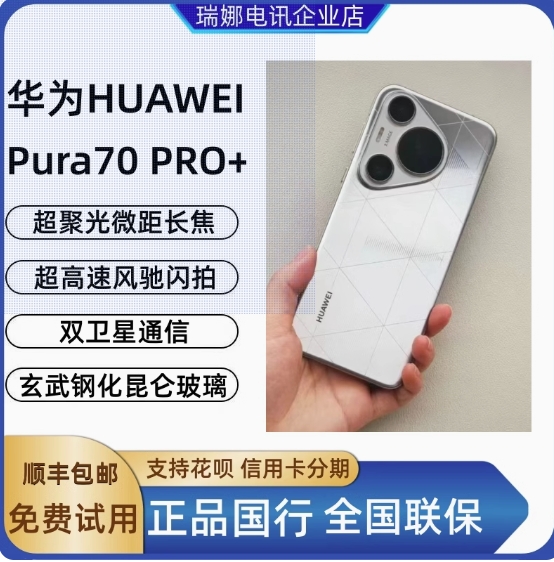 瑞娜电讯企业店
华为HUAWEI
Pura70 PRO+
超聚光微距长焦
超高速风驰闪拍
双卫星通信
玄武钢化昆仑玻璃
HUAWEI
顺丰包邮
免费试用
支持花呗 信用卡分期
正品国行 全国联保